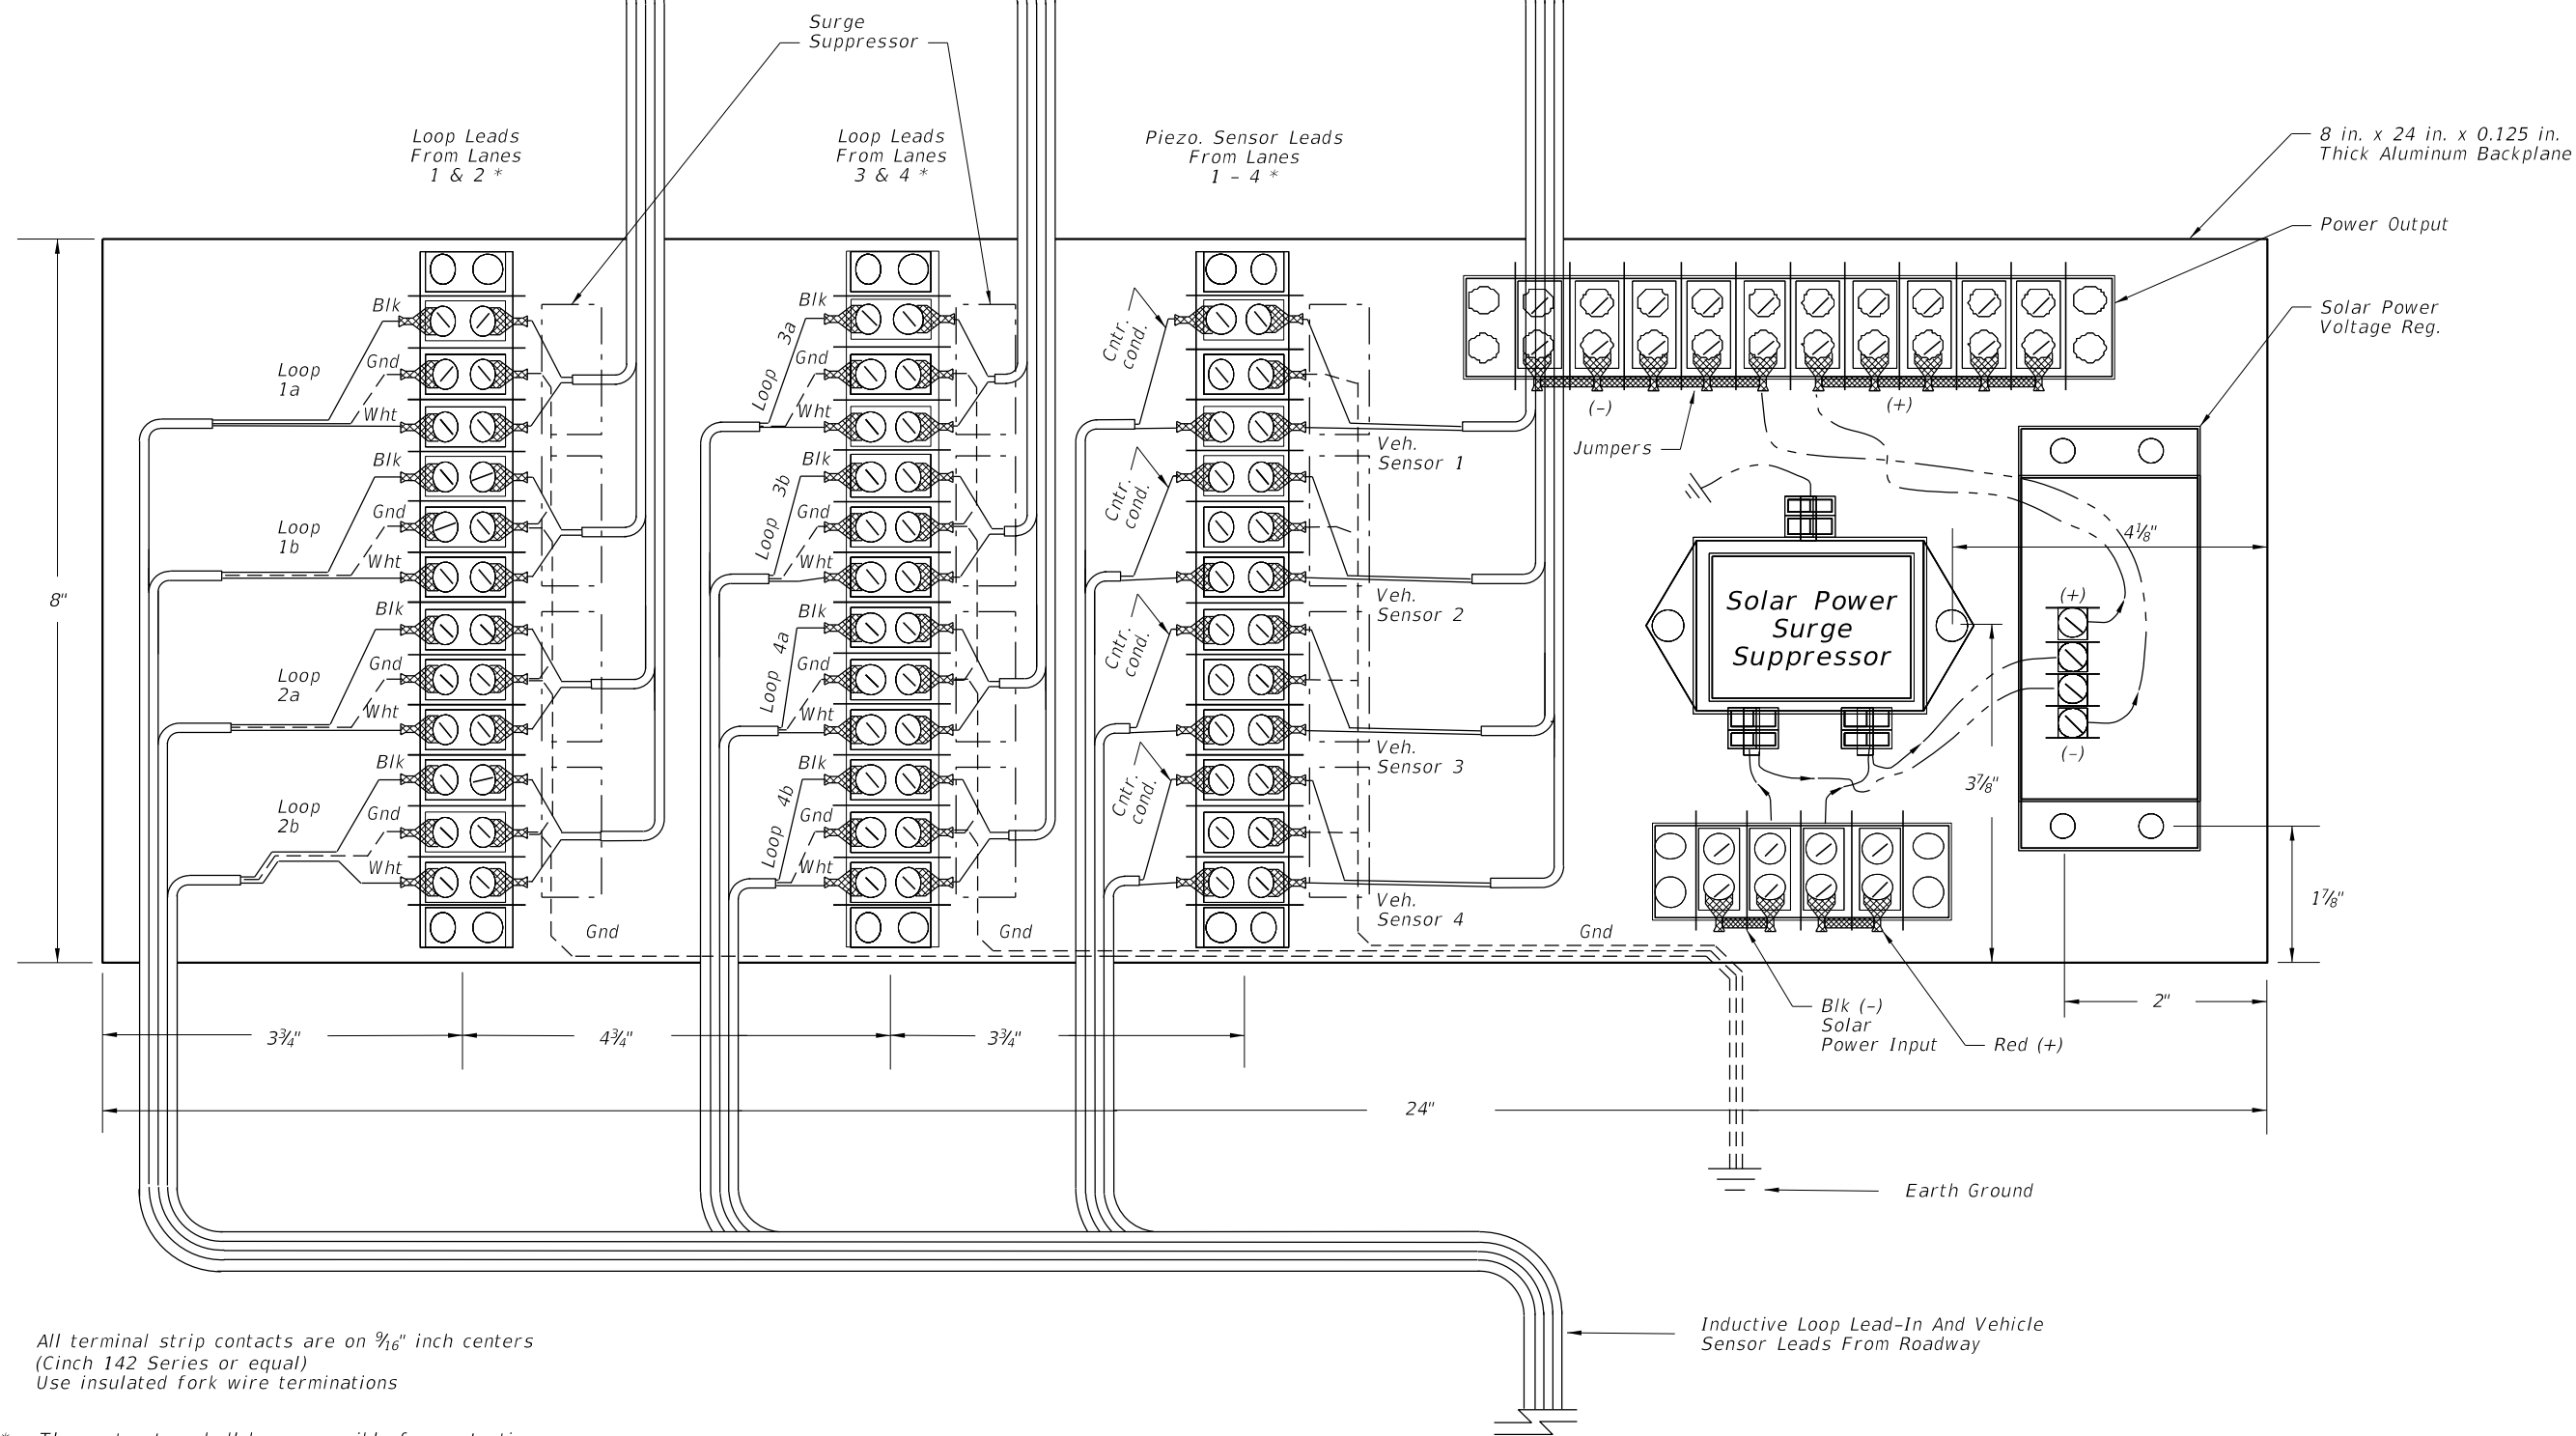 Surge
Suppressor
Loop Leads
From Lanes
1 & 2 *
Loop Leads
From Lanes
3 & 4 *
Piezo. Sensor Leads
From Lanes
1 - 4 *
8 in. x 24 in. x 0.125 in.
Thick Aluminum Backplane
Power Output
Solar Power
Voltage Reg.
Blk
Gnd
Loop
1a
Wht
Blk
Gnd
Loop
1b
Wht
Blk
Gnd
Loop
2a
Wht
Blk
Gnd
Loop
2b
Wht
Gnd
Blk
Loop 3a
Gnd
Wht
Blk
Loop 3b
Gnd
Wht
Blk
Loop 4a
Gnd
Wht
Blk
Loop 4b
Gnd
Wht
Gnd
Cntr.
cond.
Veh.
Sensor 1
Cntr.
cond.
Veh.
Sensor 2
Cntr.
cond.
Veh.
Sensor 3
Cntr.
cond.
Veh.
Sensor 4
Gnd
(-)
(+)
Jumpers
Solar Power
Surge
Suppressor
4⅛"
(+)
(-)
3⅞"
1⅞"
2"
8"
Blk (-)
Solar
Power Input
Red (+)
3¾"
4¾"
3¾"
24"
Earth Ground
Inductive Loop Lead-In And Vehicle
Sensor Leads From Roadway
All terminal strip contacts are on 9/16" inch centers
(Cinch 142 Series or equal)
Use insulated fork wire terminations